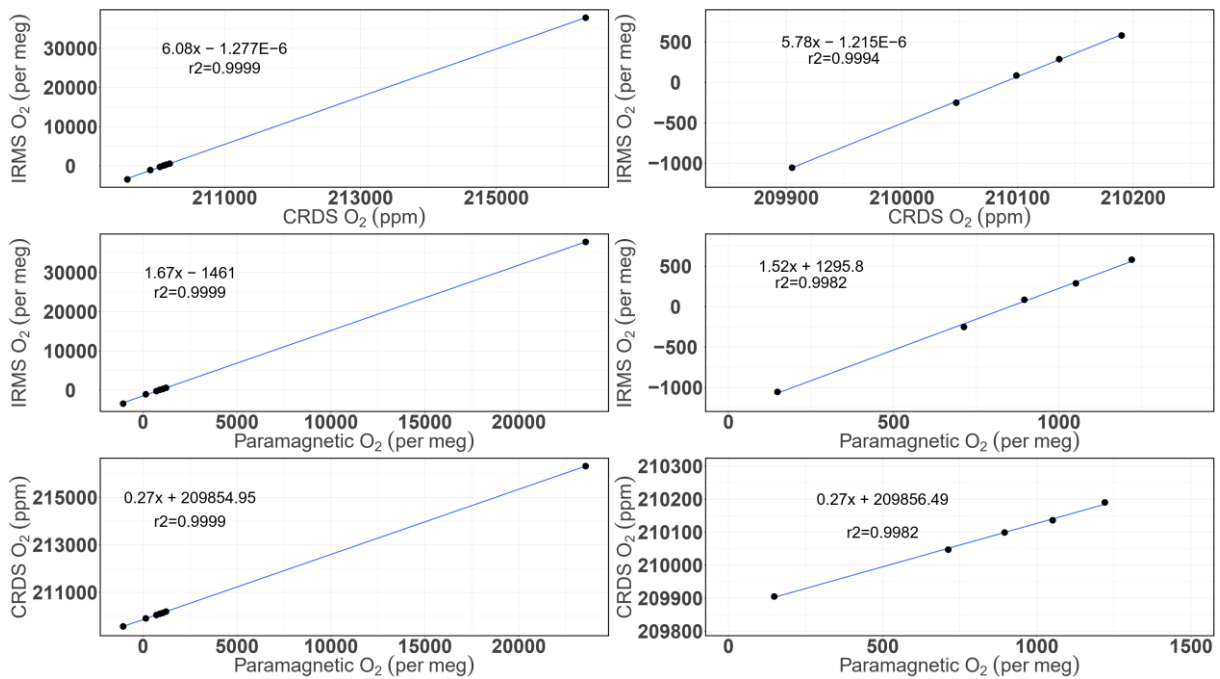 IRMS O₂ (per meg)
30000
20000
10000
0
6.08x − 1.277E−6
r2=0.9999
211000 213000 215000
CRDS O₂ (ppm)
IRMS O₂ (per meg)
500
0
−500
−1000
5.78x − 1.215E−6
r2=0.9994
209900 210000 210100 210200
CRDS O₂ (ppm)
IRMS O₂ (per meg)
30000
20000
10000
0
1.67x − 1461
r2=0.9999
0 5000 10000 15000 20000
Paramagnetic O₂ (per meg)
IRMS O₂ (per meg)
500
0
−500
−1000
1.52x + 1295.8
r2=0.9982
0 500 1000
Paramagnetic O₂ (per meg)
CRDS O₂ (ppm)
215000
213000
211000
0.27x + 209854.95
r2=0.9999
0 5000 10000 15000 20000
Paramagnetic O₂ (per meg)
CRDS O₂ (ppm)
210300
210200
210100
210000
209900
209800
0.27x + 209856.49
r2=0.9982
0 500 1000 1500
Paramagnetic O₂ (per meg)